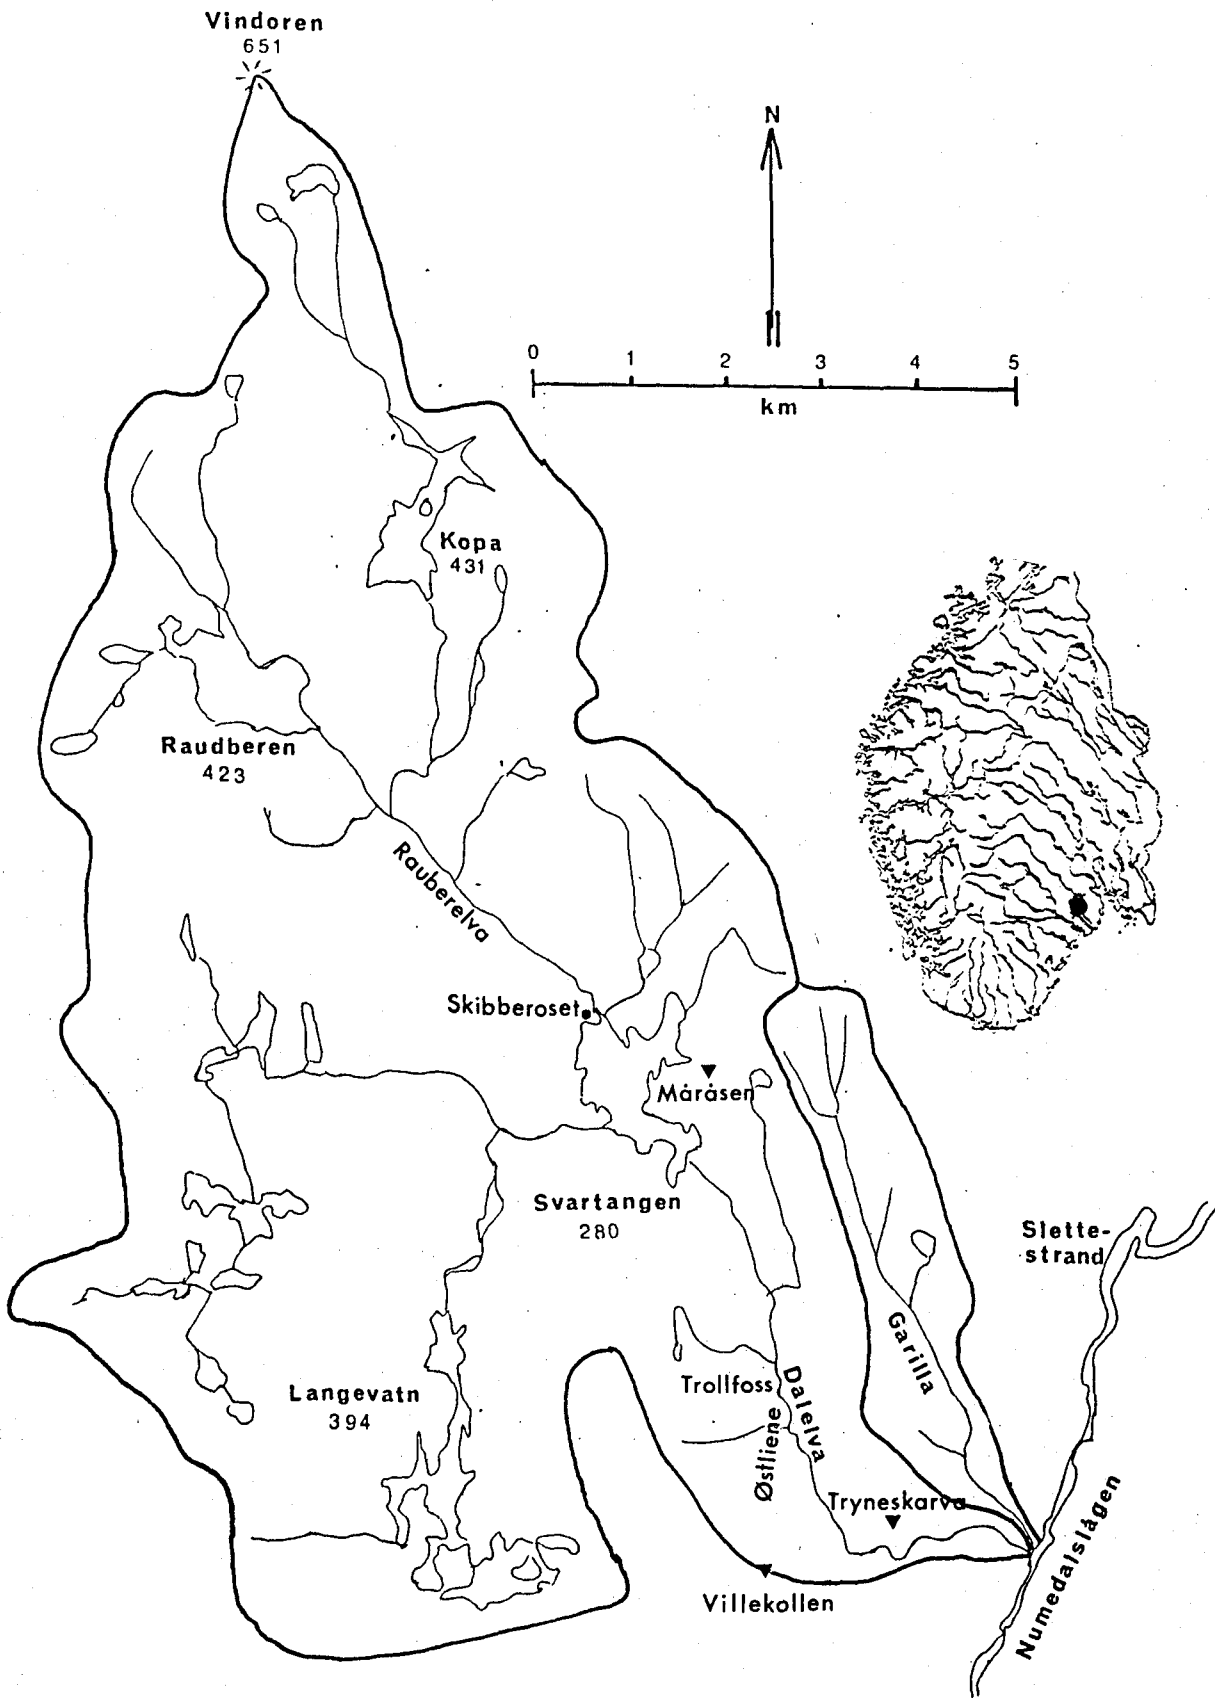 Vindoren
651
N
0 1 2 3 4 5
km
Kopa
431
Raudberen
423
Rauberelva
Skibberoset
Måråsen
Svartangen
280
Slette-
strand
Garilla
Langevatn
394
Trollfoss
Dalelva
Østliene
Tryneskarva
Villekollen
Numedalslågen